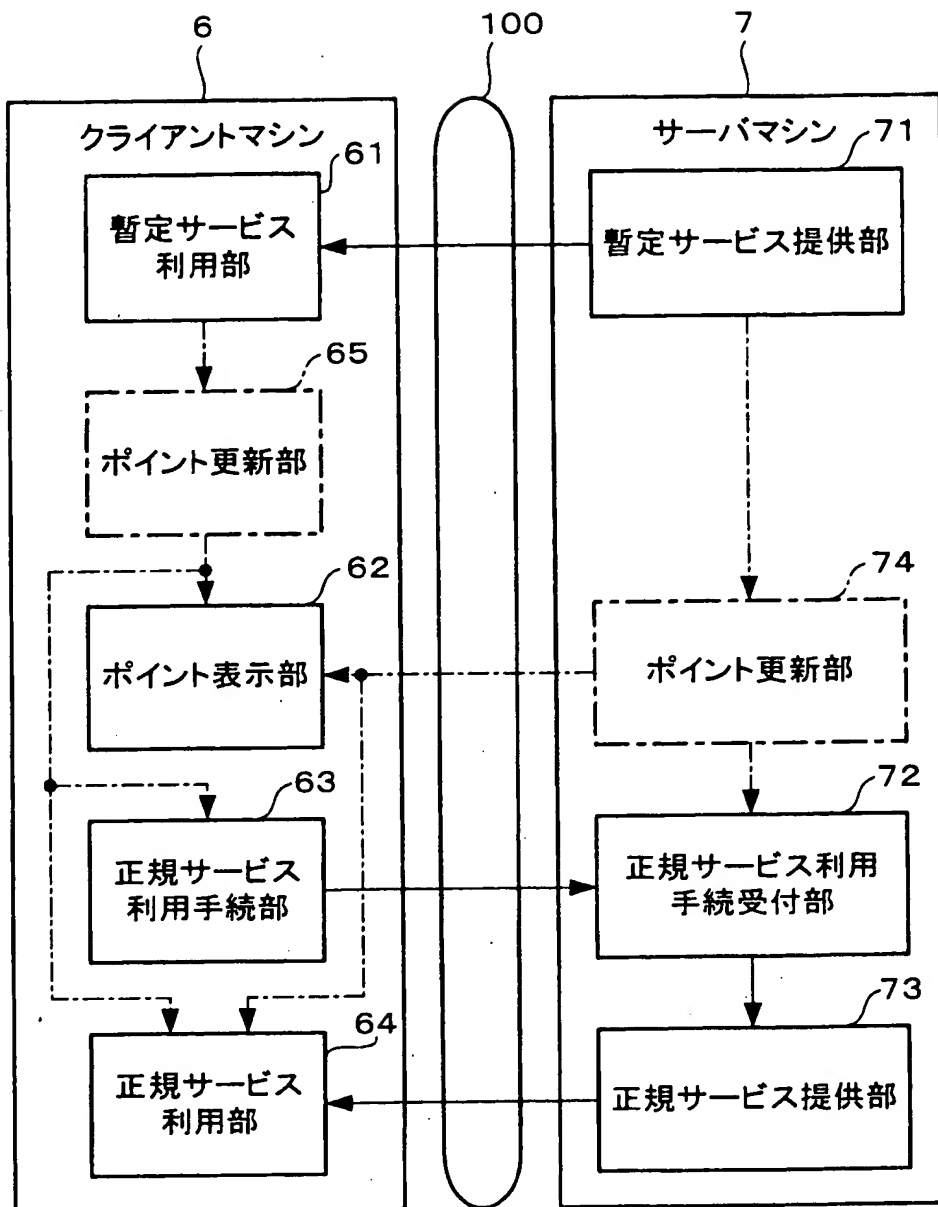 6
100
7
クライアントマシン
サーバマシン
61
暫定サービス
利用部
71
暫定サービス提供部
65
ポイント更新部
62
ポイント表示部
74
ポイント更新部
63
正規サービス
利用手続部
72
正規サービス利用
手続受付部
64
正規サービス
利用部
73
正規サービス提供部